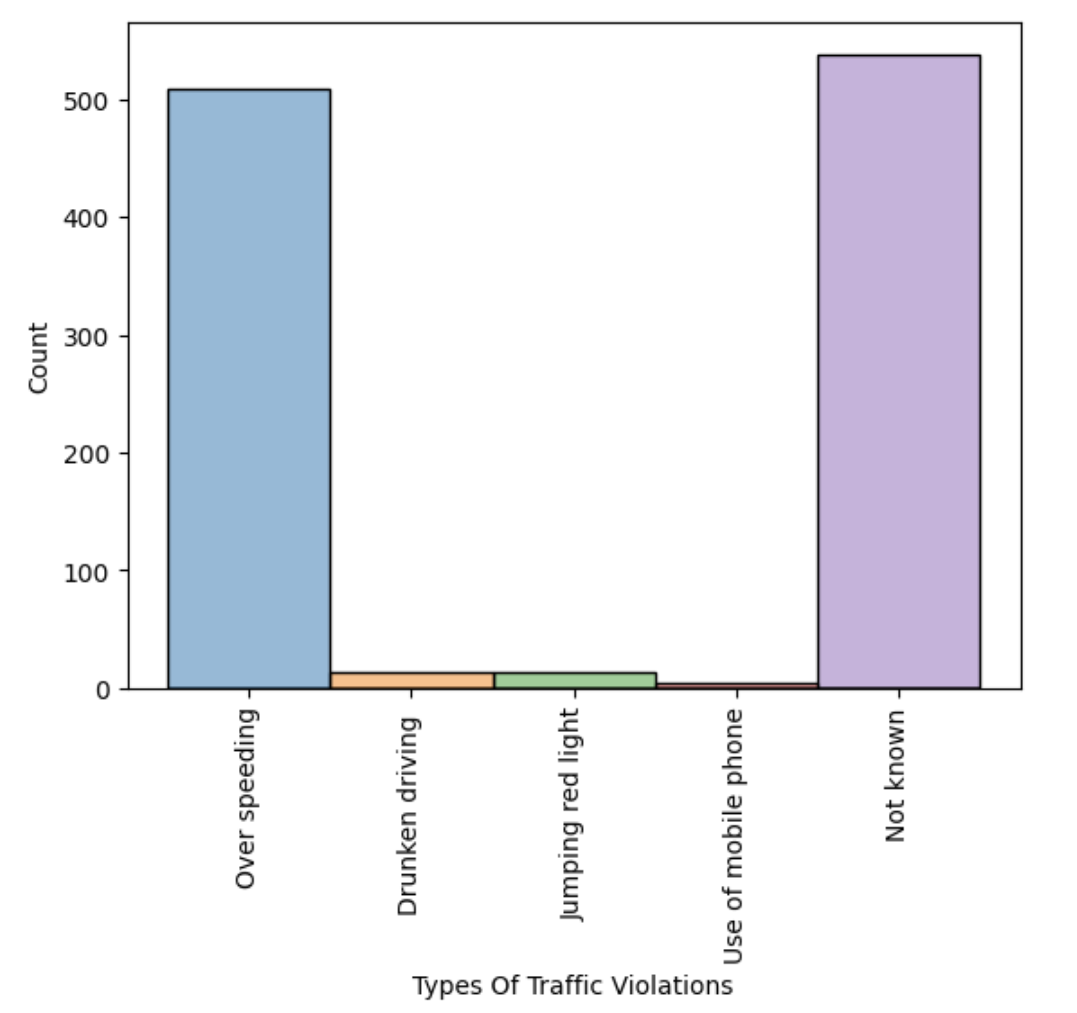 500
400
300
200
100
0
Count
Over speeding
Drunken driving
Jumping red light
Use of mobile phone
Not known
Types Of Traffic Violations